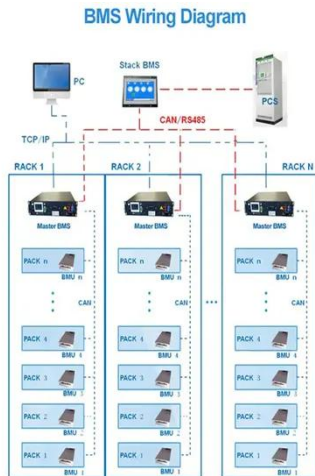 BMS Wiring Diagram
PC
Stack BMS
PCS
CAN/RS485
TCP/IP
RACK 1
RACK 2
RACK N
Master BMS
Master BMS
Master BMS
PACK n
BMU n
PACK n
BMU n
PACK n
BMU n
CAN
CAN
CAN
PACK 4
BMU 4
PACK 4
BMU 4
PACK 4
BMU 4
PACK 3
BMU 3
PACK 3
BMU 3
PACK 3
BMU 3
PACK 2
BMU 2
PACK 2
BMU 2
PACK 2
BMU 2
PACK 1
BMU 1
PACK 1
BMU 1
PACK 1
BMU 1